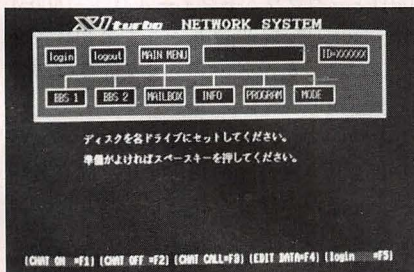 X1 turbo NETWORK SYSTEM
login logout MAIN MENU ID=XXXXXX
BBS 1 BBS 2 MAILBOX INFO PROGRAM MODE
ディスクを各ドライブにセットしてください。
準備がよければスペースキーを押してください。
(CHAT ON =F1) (CHAT OFF =F2) (CHAT CALL=F3) (EDIT DATA=F4) (login =F5)